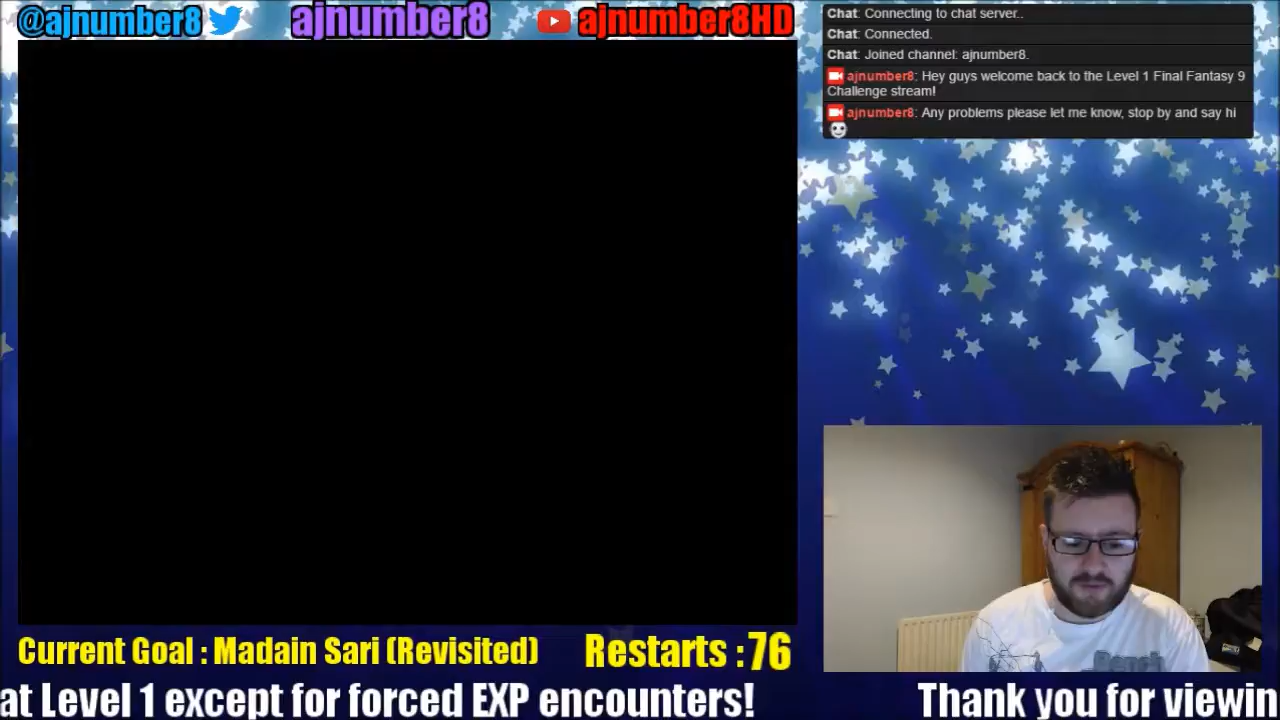 @ajnumber8 ajnumber8 ajnumber8HD
Chat: Connecting to chat server..
Chat: Connected.
Chat: Joined channel: ajnumber8.
ajnumber8: Hey guys welcome back to the Level 1 Final Fantasy 9
Challenge stream!
ajnumber8: Any problems please let me know, stop by and say hi
Current Goal : Madain Sari (Revisited) Restarts : 76
at Level 1 except for forced EXP encounters! Thank you for viewin